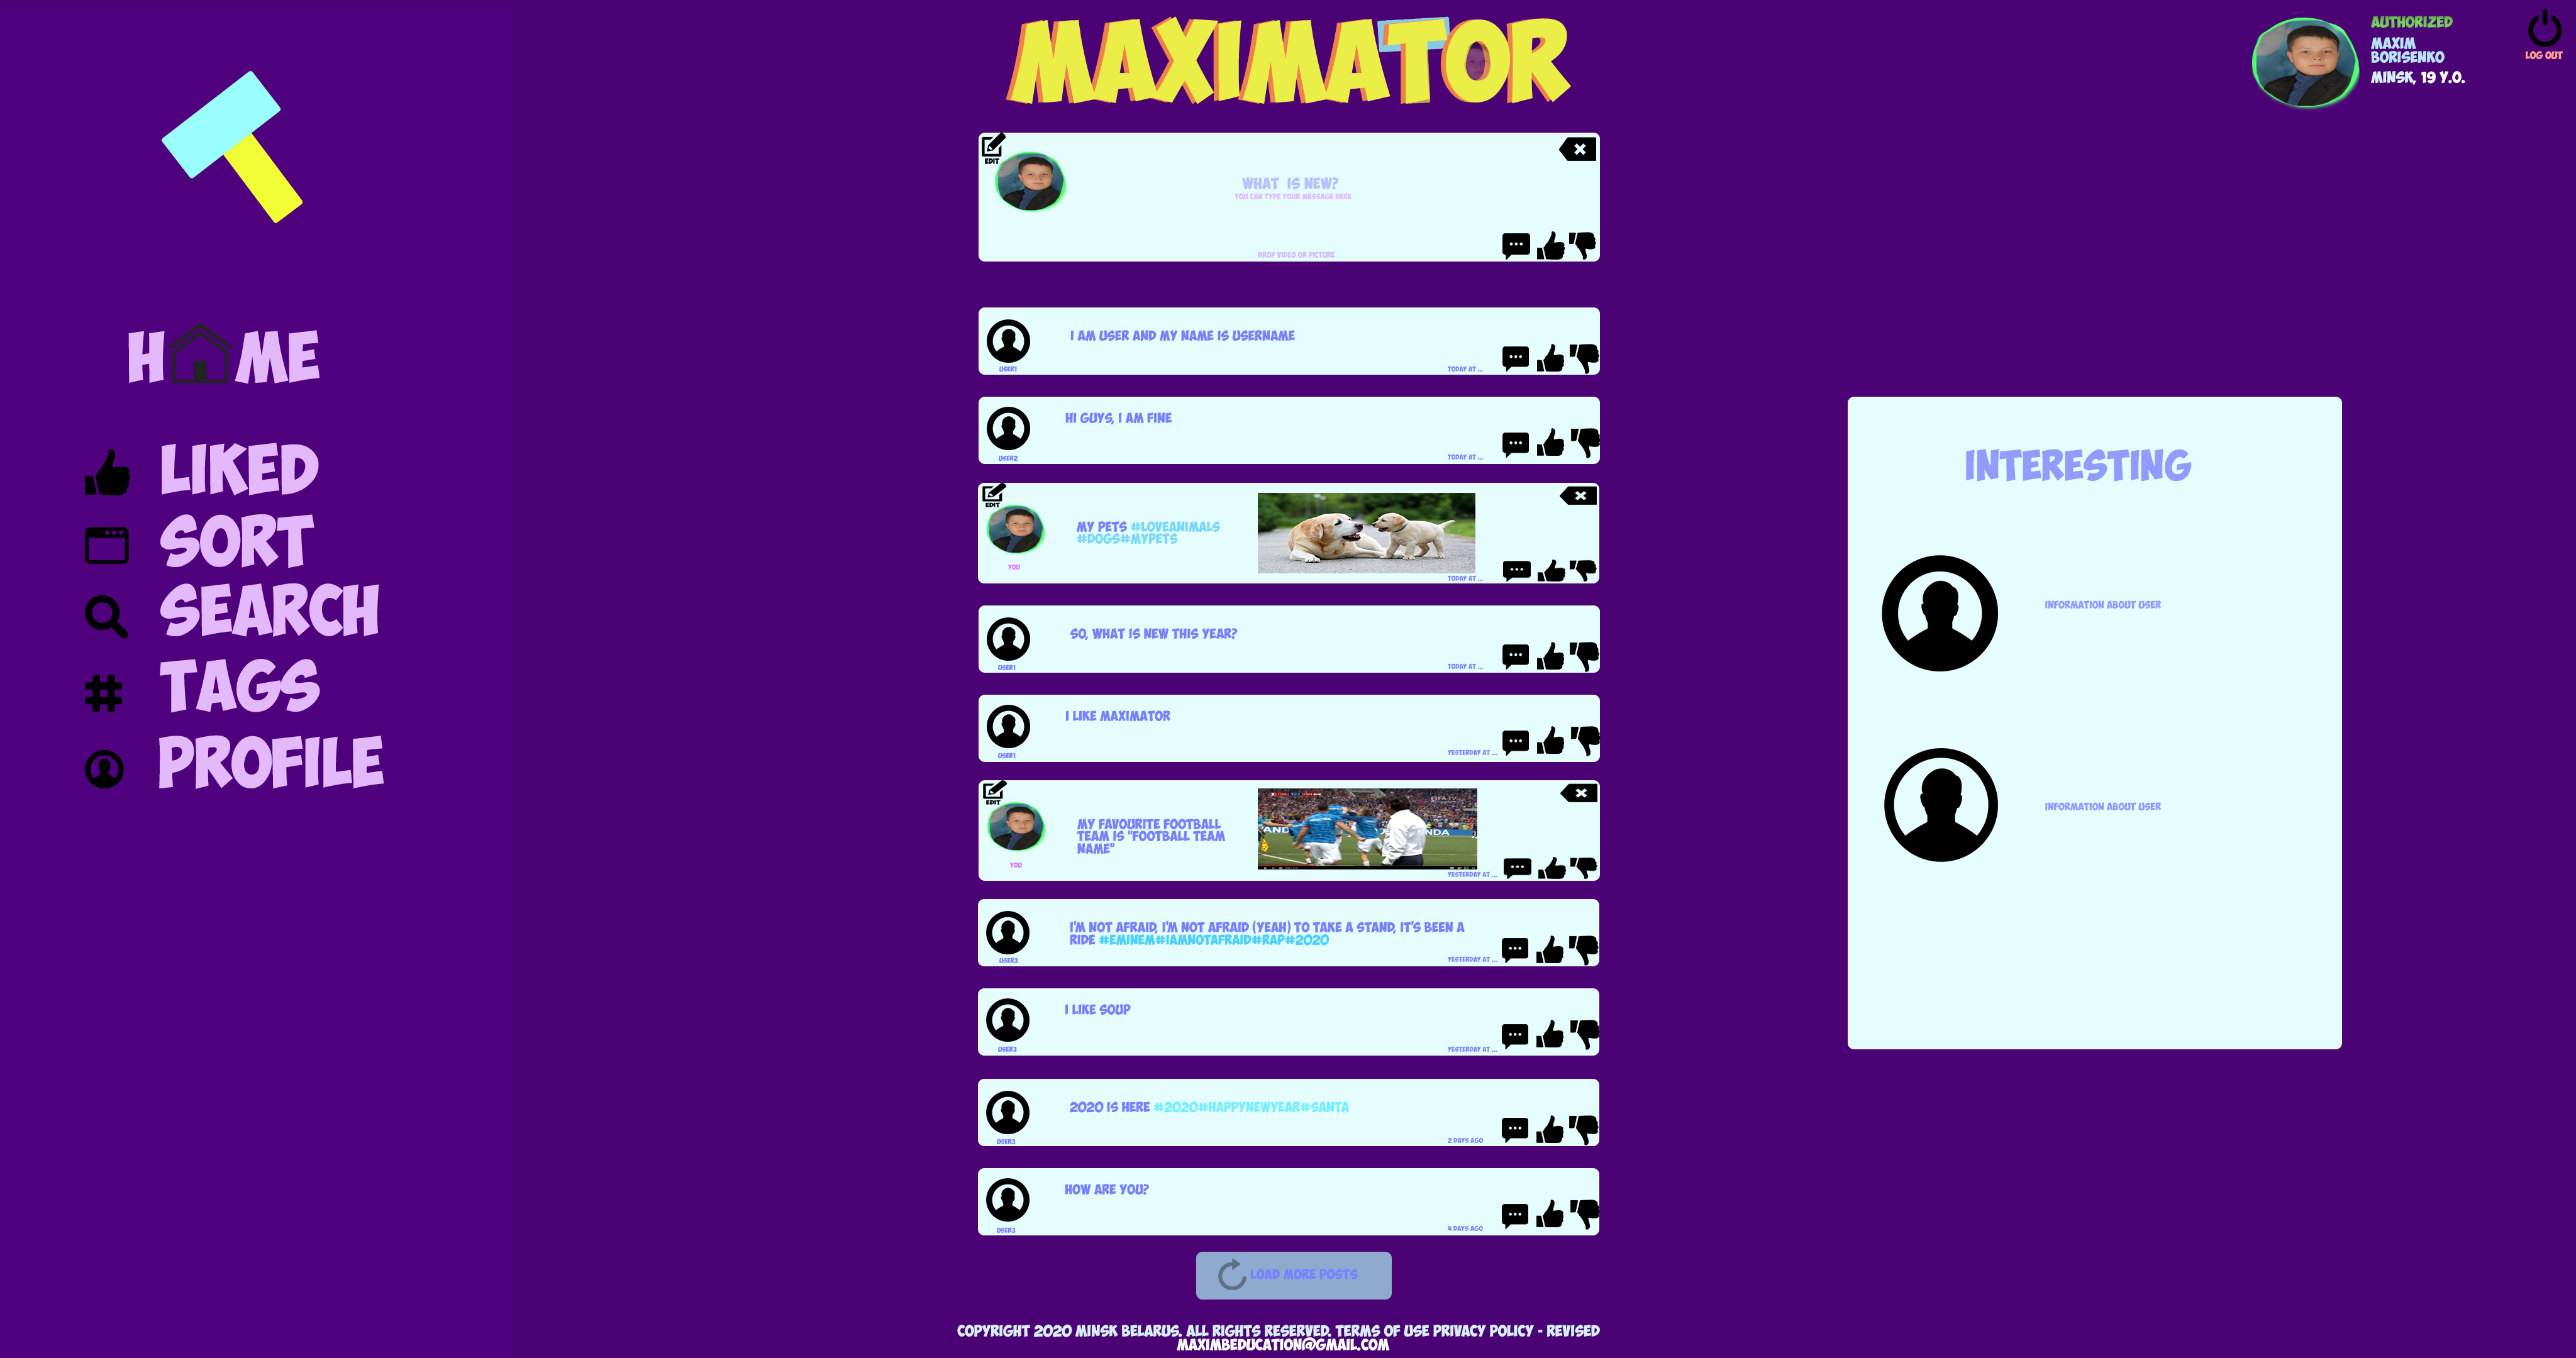 MAXIMATOR
AUTHORIZED
MAXIM
BORISENKO
MINSK, 19 Y.O.
LOG OUT
H ME
LIKED
SORT
SEARCH
TAGS
PROFILE
EDIT
WHAT IS NEW?
YOU CAN TYPE YOUR MESSAGE HERE
DROP VIDEO OR PICTURE
I AM USER AND MY NAME IS USERNAME
USER1
TODAY AT ...
HI GUYS, I AM FINE
USER2
TODAY AT ...
EDIT
MY PETS #LOVEANIMALS
#DOGS#MYPETS
YOU
TODAY AT ...
SO, WHAT IS NEW THIS YEAR?
USER1
TODAY AT ...
I LIKE MAXIMATOR
USER1
YESTERDAY AT ...
EDIT
MY FAVOURITE FOOTBALL
TEAM IS "FOOTBALL TEAM
NAME"
YOU
YESTERDAY AT ...
I'M NOT AFRAID, I'M NOT AFRAID (YEAH) TO TAKE A STAND, IT'S BEEN A
RIDE #EMINEM#IAMNOTAFRAID#RAP#2020
USER3
YESTERDAY AT ...
I LIKE SOUP
USER3
YESTERDAY AT ...
2020 IS HERE #2020#HAPPYNEWYEAR#SANTA
USER3
2 DAYS AGO
HOW ARE YOU?
USER3
4 DAYS AGO
INTERESTING
INFORMATION ABOUT USER
INFORMATION ABOUT USER
LOAD MORE POSTS
COPYRIGHT 2020 MINSK BELARUS. ALL RIGHTS RESERVED. TERMS OF USE PRIVACY POLICY - REVISED
MAXIMBEDUCATION@GMAIL.COM